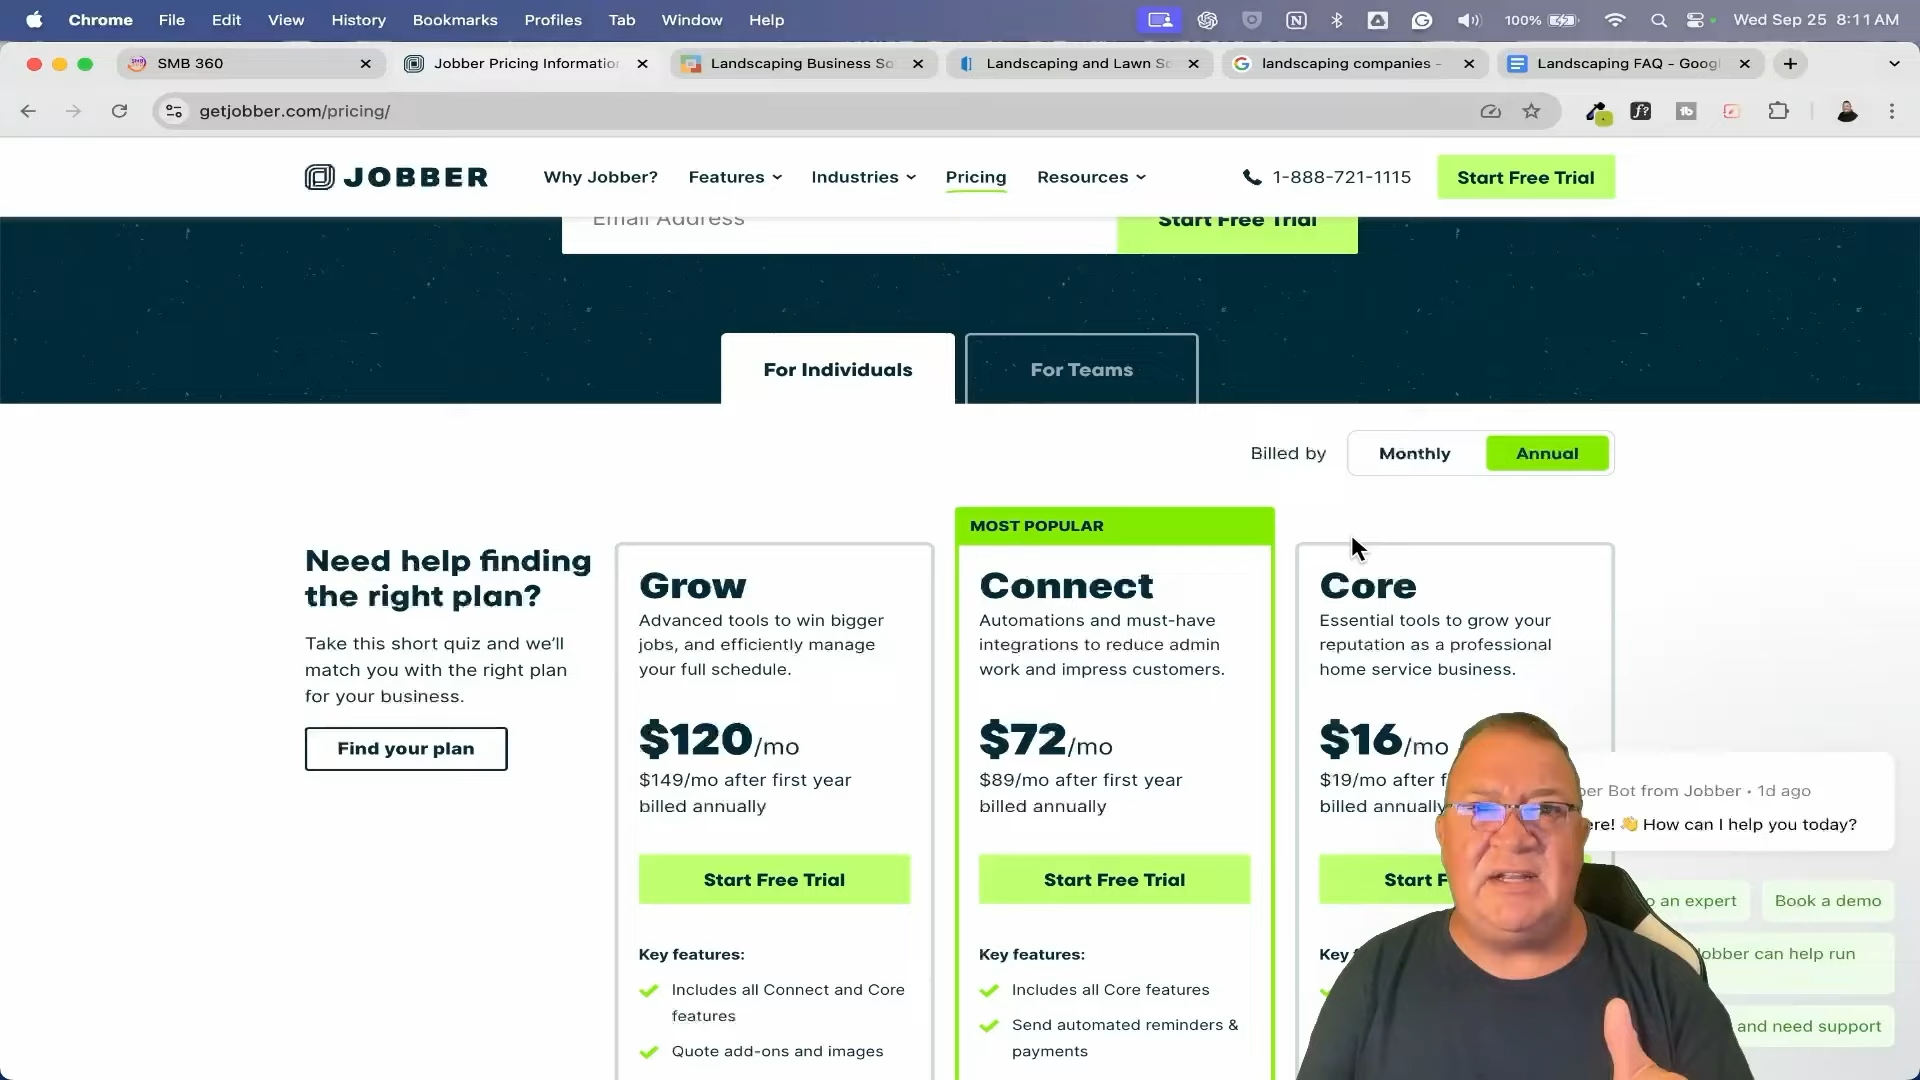 Chrome File Edit View History Bookmarks Profiles Tab Window Help 100% Wed Sep 25 8:11 AM
SMB 360 Jobber Pricing Informatio Landscaping Business So Landscaping and Lawn Se landscaping companies - Landscaping FAQ - Googl
getjobber.com/pricing/
JOBBER Why Jobber? Features Industries Pricing Resources 1-888-721-1115 Start Free Trial
Email Address Start Free Trial
For Individuals For Teams
Billed by Monthly Annual
MOST POPULAR
Need help finding
the right plan?
Take this short quiz and we'll
match you with the right plan
for your business.
Find your plan
Grow
Advanced tools to win bigger
jobs, and efficiently manage
your full schedule.
$120/mo
$149/mo after first year
billed annually
Start Free Trial
Key features:
Includes all Connect and Core
features
Quote add-ons and images
Connect
Automations and must-have
integrations to reduce admin
work and impress customers.
$72/mo
$89/mo after first year
billed annually
Start Free Trial
Key features:
Includes all Core features
Send automated reminders &
payments
Core
Essential tools to grow your
reputation as a professional
home service business.
$16/mo
$19/mo after f
billed annually
Start F
Key
Bot from Jobber • 1d ago
ere! 👋 How can I help you today?
o an expert Book a demo
obber can help run
and need support